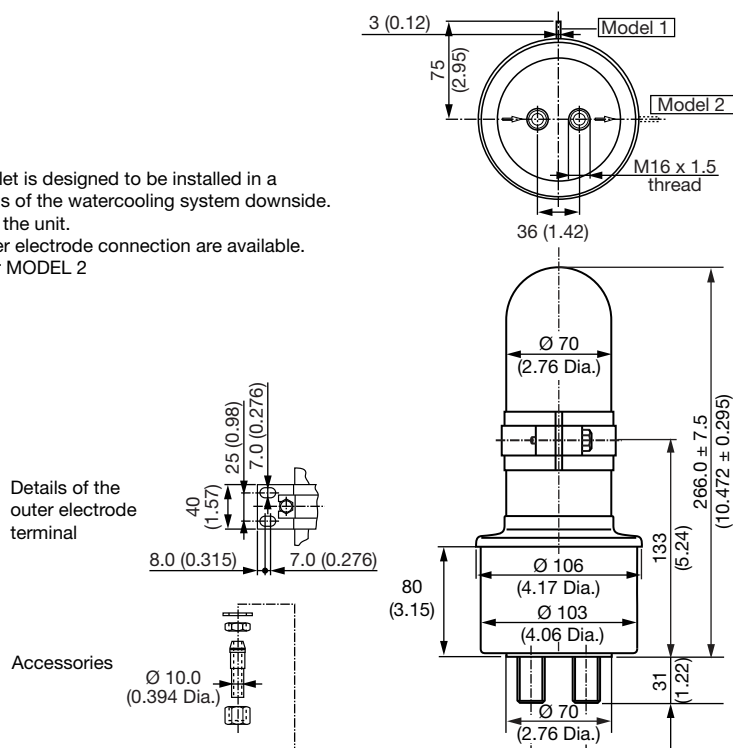 3 (0.12)
Model 1
75
(2.95)
Model 2
M16 x 1.5
thread
36 (1.42)
let is designed to be installed in a
s of the watercooling system downside.
the unit.
er electrode connection are available.
r MODEL 2
Ø 70
(2.76 Dia.)
266.0 ± 7.5
(10.472 ± 0.295)
133
(5.24)
Details of the
outer electrode
terminal
25 (0.98)
7.0 (0.276)
40
(1.57)
8.0 (0.315)
7.0 (0.276)
80
(3.15)
Ø 106
(4.17 Dia.)
Ø 103
(4.06 Dia.)
31
(1.22)
Ø 70
(2.76 Dia.)
Accessories
Ø 10.0
(0.394 Dia.)